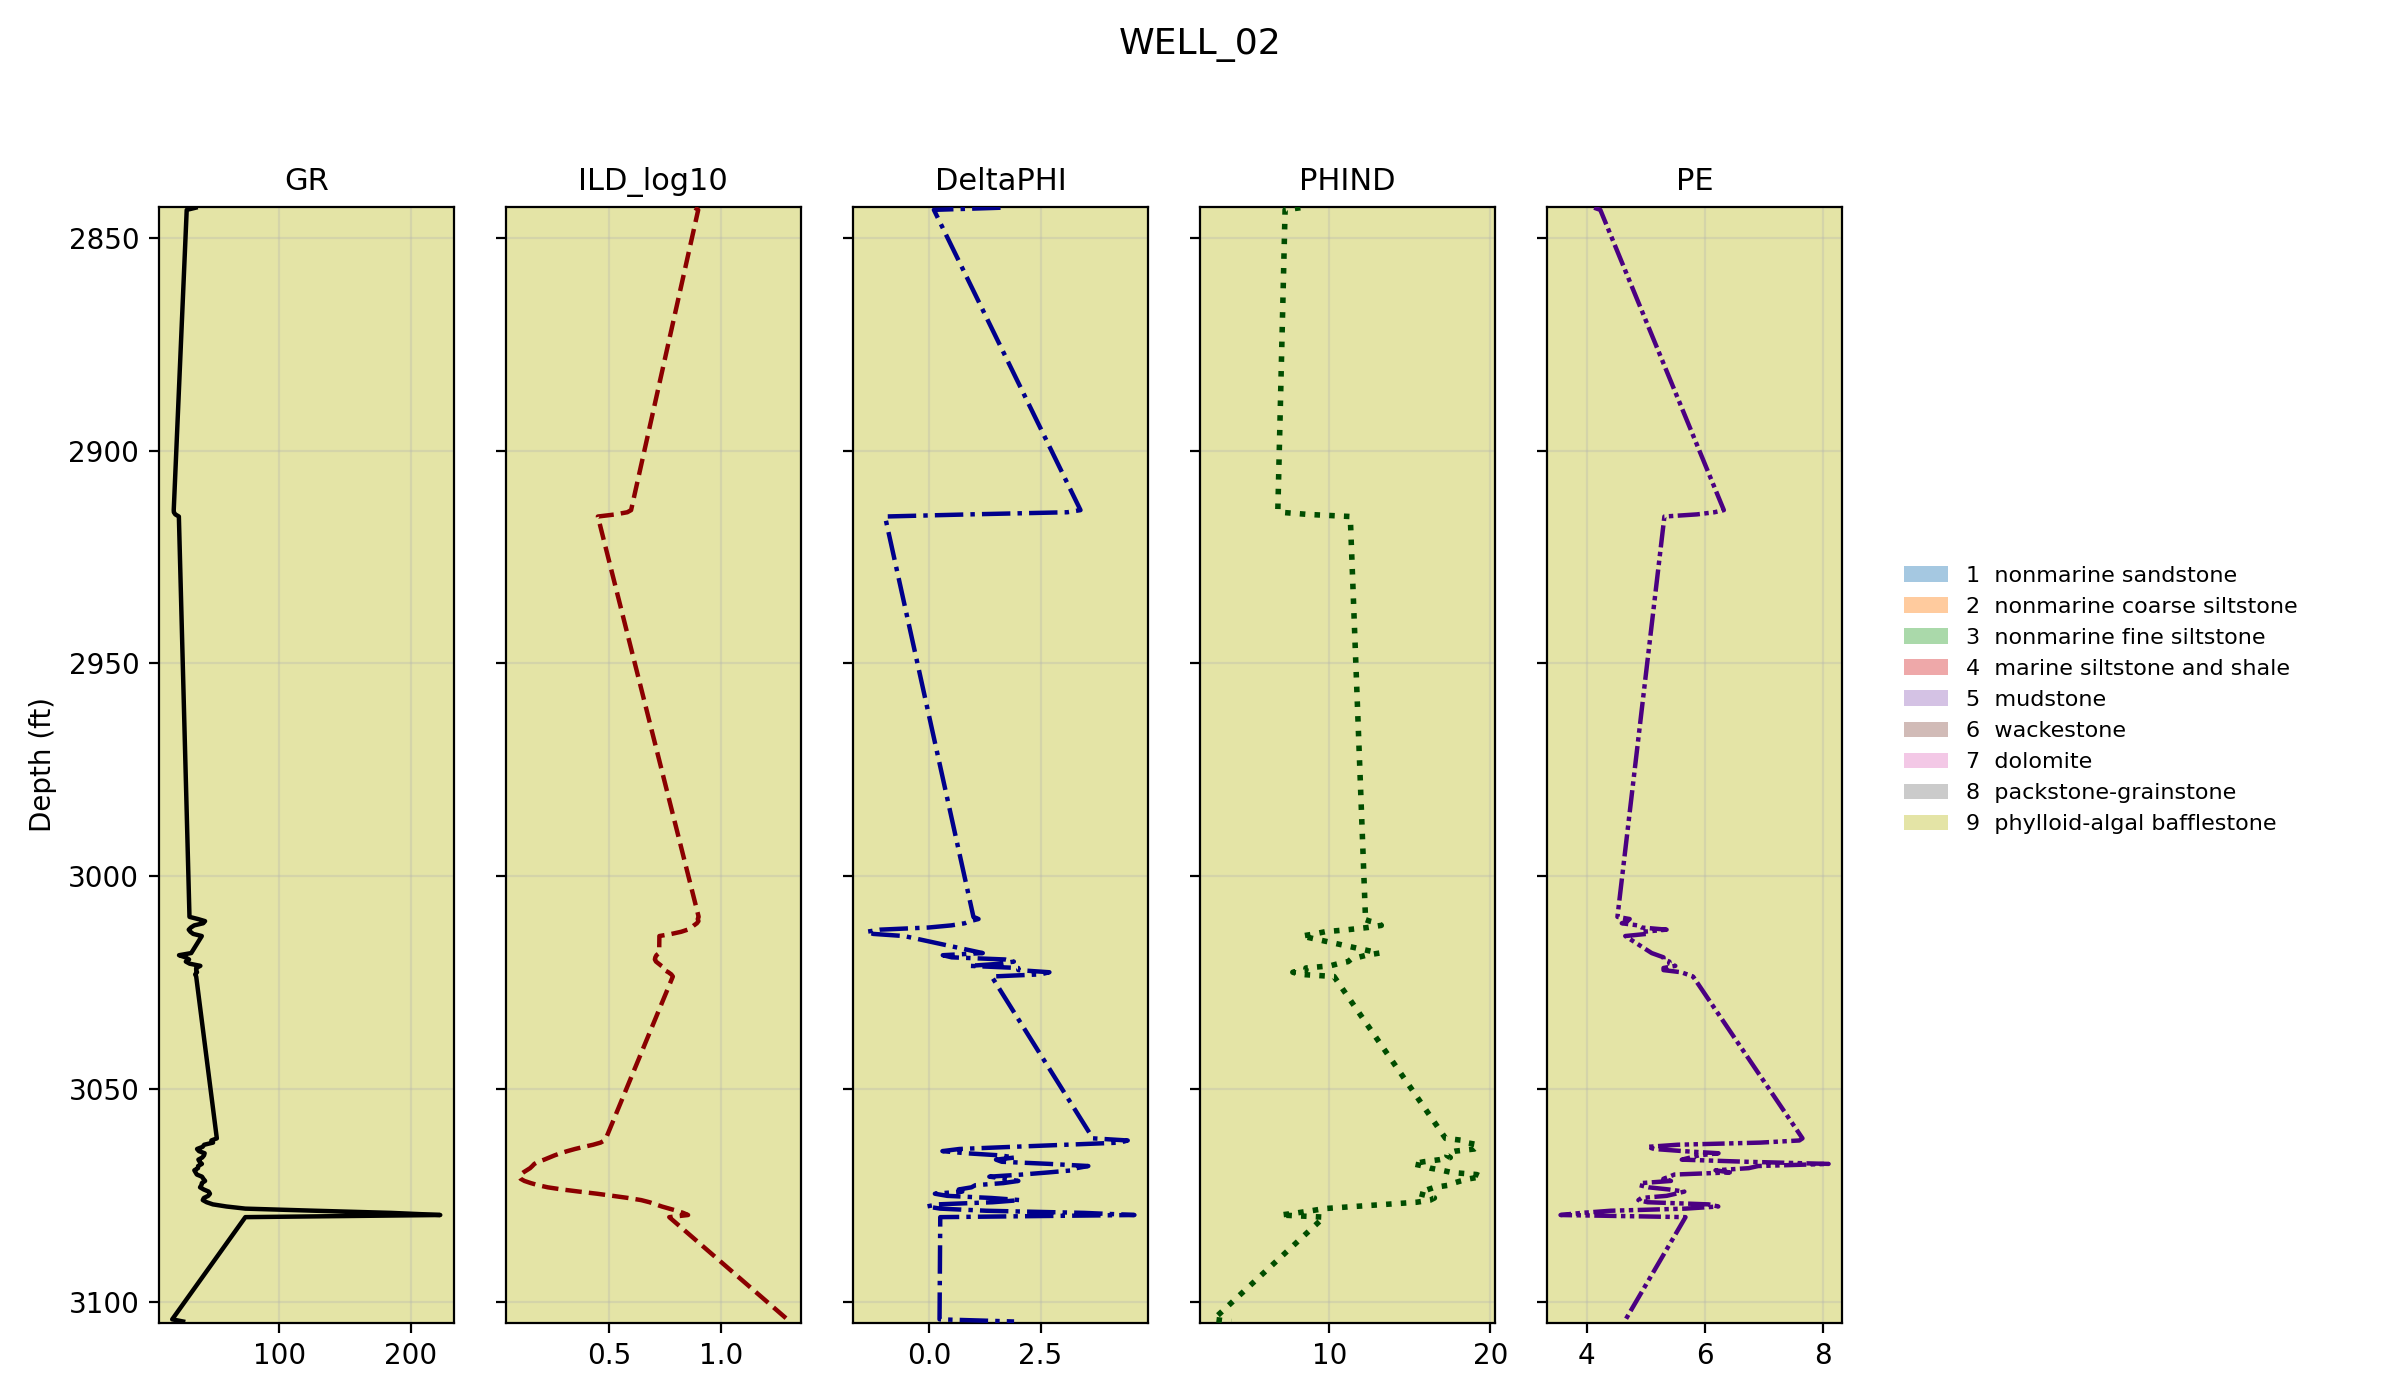 WELL_02
GR
ILD_log10
DeltaPHI
PHIND
PE
Depth (ft)
2850
2900
2950
3000
3050
3100
100 200
0.5 1.0
0.0 2.5
10 20
4 6 8
1 nonmarine sandstone
2 nonmarine coarse siltstone
3 nonmarine fine siltstone
4 marine siltstone and shale
5 mudstone
6 wackestone
7 dolomite
8 packstone-grainstone
9 phylloid-algal bafflestone